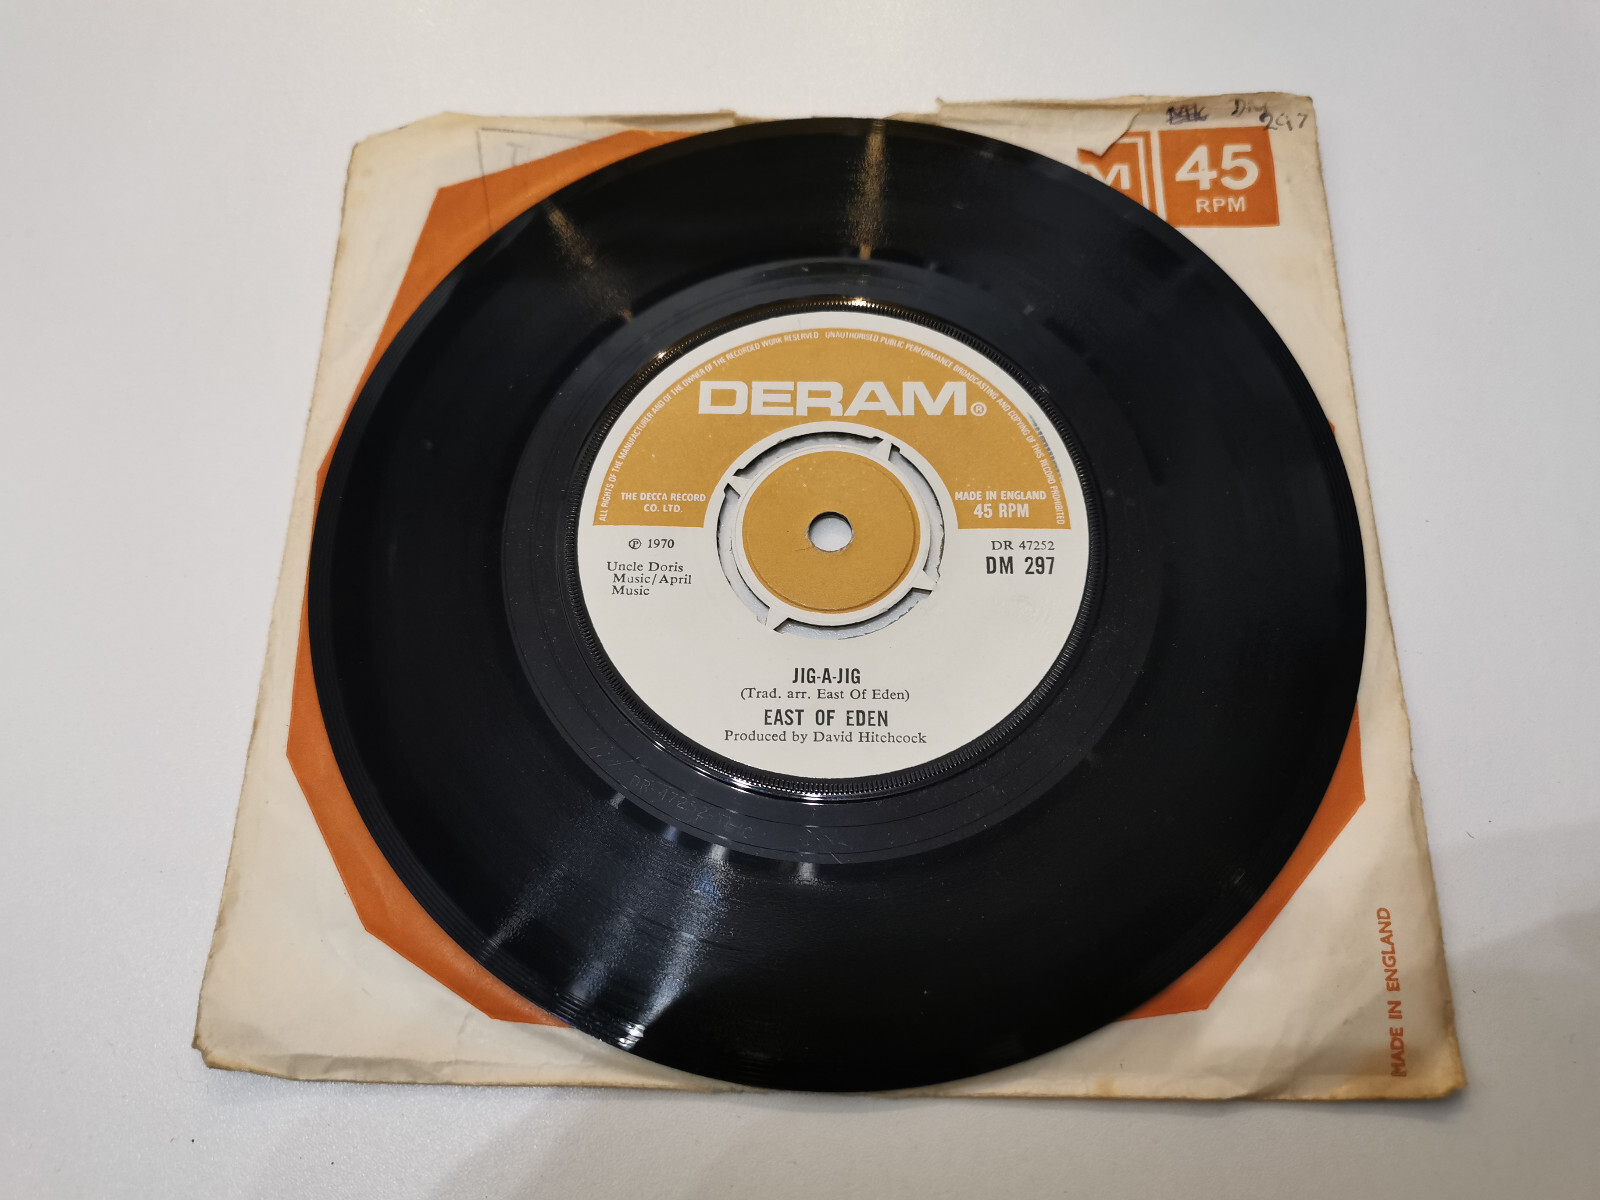 DM
297
M
45
RPM
ALL RIGHTS OF THE MANUFACTURER AND OF THE OWNER OF THE RECORDED WORK RESERVED UNAUTHORISED PUBLIC PERFORMANCE BROADCASTING AND COPYING OF THIS RECORD PROHIBITED
DERAM®
THE DECCA RECORD
CO. LTD.
MADE IN ENGLAND
45 RPM
℗ 1970
Uncle Doris
Music/April
Music
DR 47252
DM 297
JIG-A-JIG
(Trad. arr. East Of Eden)
EAST OF EDEN
Produced by David Hitchcock
MADE IN ENGLAND